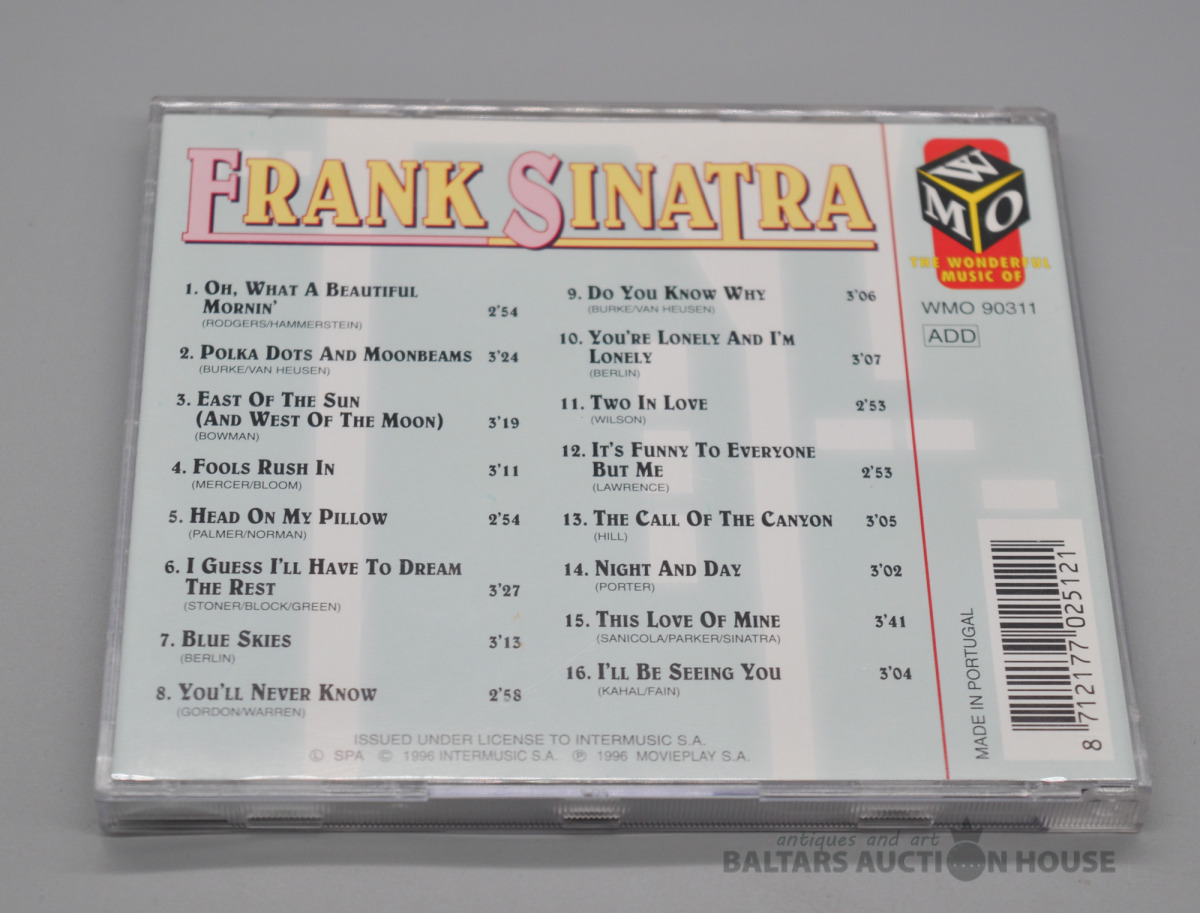 FRANK SINATRA
1. OH, WHAT A BEAUTIFUL
MORNIN' 2'54
(RODGERS/HAMMERSTEIN)
2. POLKA DOTS AND MOONBEAMS 3'24
(BURKE/VAN HEUSEN)
3. EAST OF THE SUN
(AND WEST OF THE MOON) 3'19
(BOWMAN)
4. FOOLS RUSH IN 3'11
(MERCER/BLOOM)
5. HEAD ON MY PILLOW 2'54
(PALMER/NORMAN)
6. I GUESS I'LL HAVE TO DREAM
THE REST 3'27
(STONER/BLOCK/GREEN)
7. BLUE SKIES 3'13
(BERLIN)
8. YOU'LL NEVER KNOW 2'58
(GORDON/WARREN)
9. DO YOU KNOW WHY 3'06
(BURKE/VAN HEUSEN)
10. YOU'RE LONELY AND I'M
LONELY 3'07
(BERLIN)
11. TWO IN LOVE 2'53
(WILSON)
12. IT'S FUNNY TO EVERYONE
BUT ME 2'53
(LAWRENCE)
13. THE CALL OF THE CANYON 3'05
(HILL)
14. NIGHT AND DAY 3'02
(PORTER)
15. THIS LOVE OF MINE 3'41
(SANICOLA/PARKER/SINATRA)
16. I'LL BE SEEING YOU 3'04
(KAHAL/FAIN)
ISSUED UNDER LICENSE TO INTERMUSIC S.A.
Ⓛ SPA © 1996 INTERMUSIC S.A. ℗ 1996 MOVIEPLAY S.A.
WMO
THE WONDERFUL
MUSIC OF
WMO 90311
ADD
MADE IN PORTUGAL
8 712177 025121
antiques and art
BALTARS AUCTION HOUSE